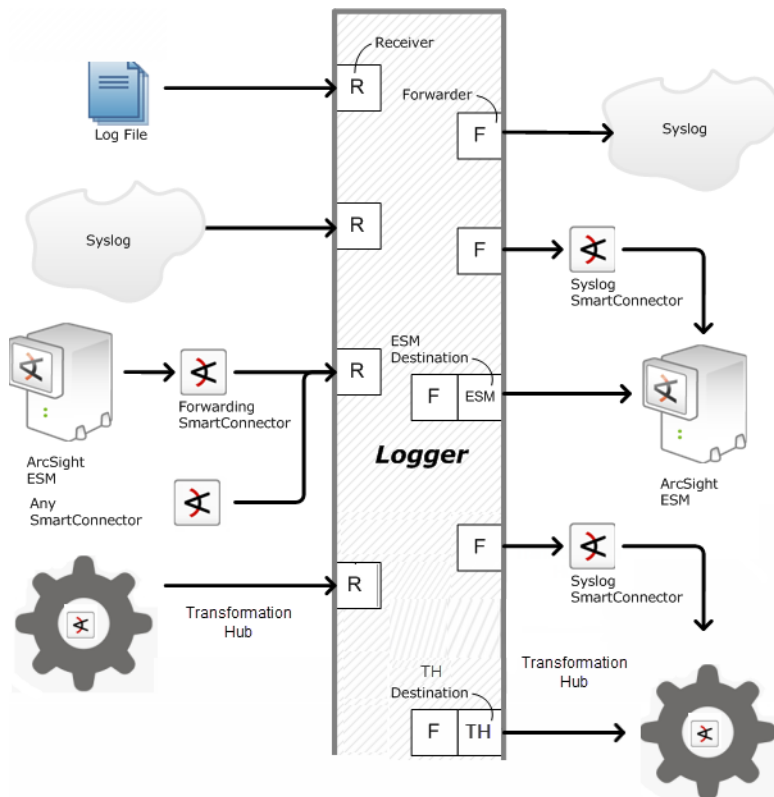 Receiver
R
Log File
Forwarder
F
Syslog
Syslog
R
F
Syslog
SmartConnector
ESM
Destination
R
Forwarding
SmartConnector
F
ESM
Logger
ArcSight
ESM
Any
SmartConnector
ArcSight
ESM
F
Syslog
SmartConnector
R
Transformation
Hub
TH
Destination
Transformation
Hub
F
TH